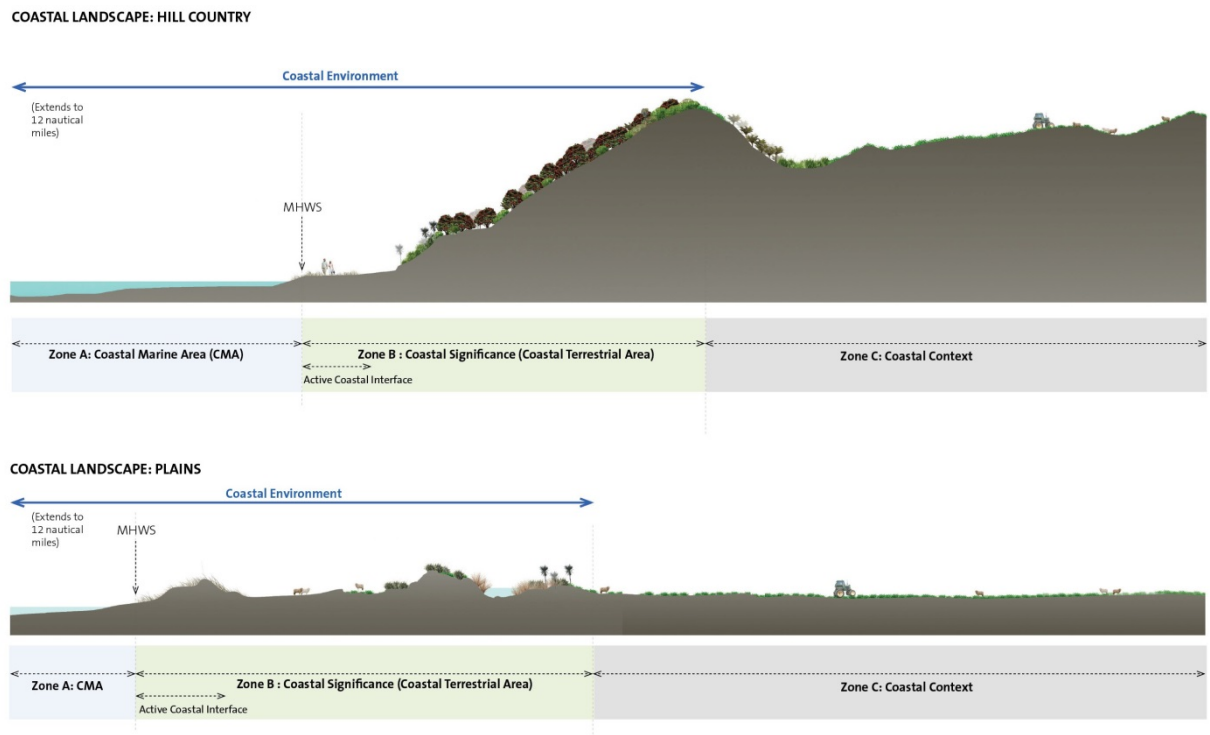 COASTAL LANDSCAPE: HILL COUNTRY
Coastal Environment
(Extends to
12 nautical
miles)
MHWS
Zone A: Coastal Marine Area (CMA)
Zone B : Coastal Significance (Coastal Terrestrial Area)
Zone C: Coastal Context
Active Coastal Interface
COASTAL LANDSCAPE: PLAINS
Coastal Environment
(Extends to
12 nautical
miles)
MHWS
Zone A: CMA
Zone B : Coastal Significance (Coastal Terrestrial Area)
Zone C: Coastal Context
Active Coastal Interface